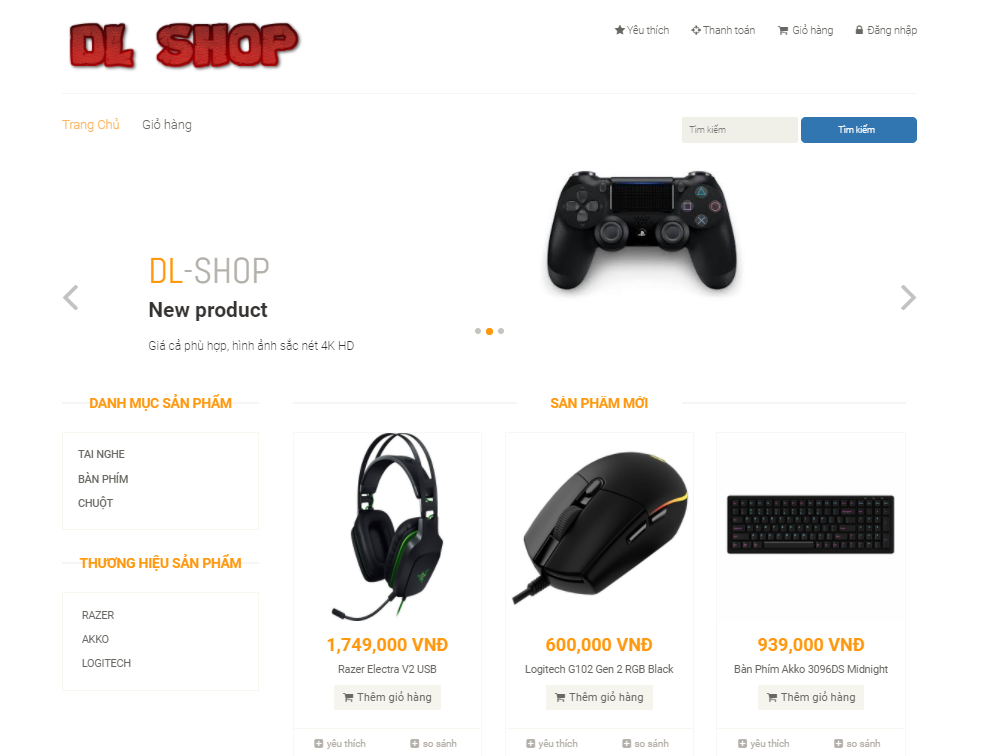 DL SHOP
Yêu thích Thanh toán Giỏ hàng Đăng nhập
Trang Chủ Giỏ hàng
Tìm kiếm Tìm kiếm
DL-SHOP
New product
Giá cả phù hợp, hình ảnh sắc nét 4K HD
DANH MỤC SẢN PHẨM
TAI NGHE
BÀN PHÍM
CHUỘT
THƯƠNG HIỆU SẢN PHẨM
RAZER
AKKO
LOGITECH
SẢN PHẨM MỚI
1,749,000 VNĐ
Razer Electra V2 USB
Thêm giỏ hàng
yêu thích so sánh
600,000 VNĐ
Logitech G102 Gen 2 RGB Black
Thêm giỏ hàng
yêu thích so sánh
939,000 VNĐ
Bàn Phím Akko 3096DS Midnight
Thêm giỏ hàng
yêu thích so sánh